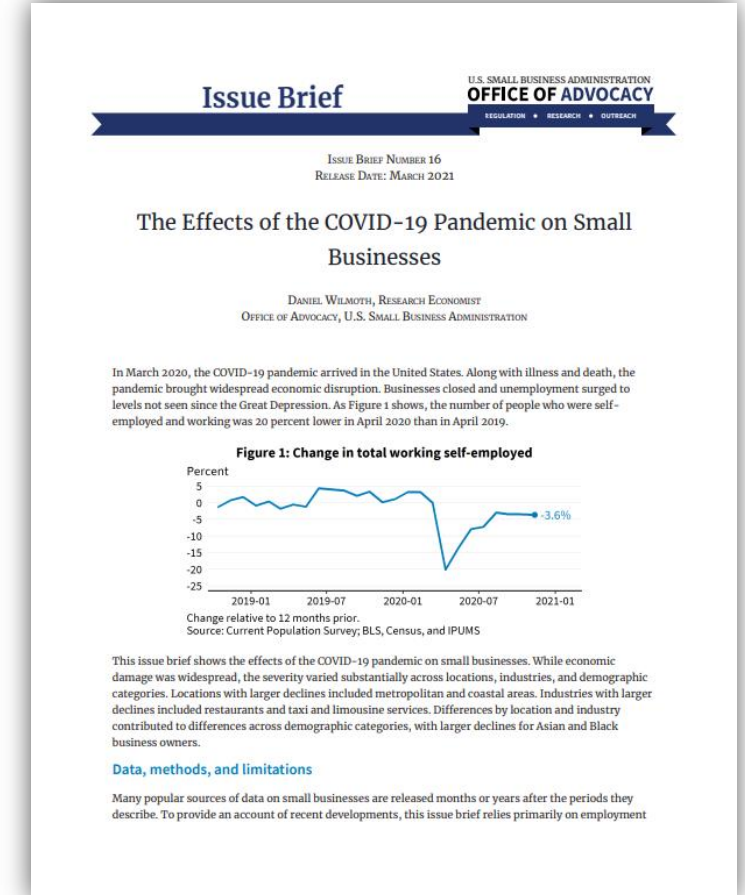 Issue Brief
U.S. SMALL BUSINESS ADMINISTRATION
OFFICE OF ADVOCACY
REGULATION ● RESEARCH ● OUTREACH
ISSUE BRIEF NUMBER 16
RELEASE DATE: MARCH 2021
The Effects of the COVID-19 Pandemic on Small
Businesses
DANIEL WILMOTH, RESEARCH ECONOMIST
OFFICE OF ADVOCACY, U.S. SMALL BUSINESS ADMINISTRATION
In March 2020, the COVID-19 pandemic arrived in the United States. Along with illness and death, the
pandemic brought widespread economic disruption. Businesses closed and unemployment surged to
levels not seen since the Great Depression. As Figure 1 shows, the number of people who were self-
employed and working was 20 percent lower in April 2020 than in April 2019.
Figure 1: Change in total working self-employed
Percent
5
0
-5
-10
-15
-20
-25
-3.6%
2019-01 2019-07 2020-01 2020-07 2021-01
Change relative to 12 months prior.
Source: Current Population Survey; BLS, Census, and IPUMS
This issue brief shows the effects of the COVID-19 pandemic on small businesses. While economic
damage was widespread, the severity varied substantially across locations, industries, and demographic
categories. Locations with larger declines included metropolitan and coastal areas. Industries with larger
declines included restaurants and taxi and limousine services. Differences by location and industry
contributed to differences across demographic categories, with larger declines for Asian and Black
business owners.
Data, methods, and limitations
Many popular sources of data on small businesses are released months or years after the periods they
describe. To provide an account of recent developments, this issue brief relies primarily on employment